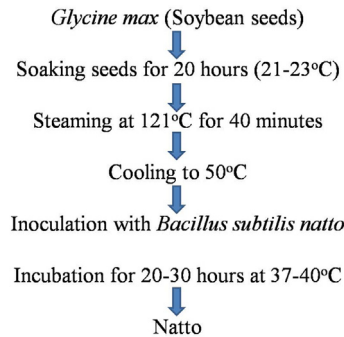 Glycine max (Soybean seeds)
Soaking seeds for 20 hours (21-23°C)
Steaming at 121°C for 40 minutes
Cooling to 50°C
Inoculation with Bacillus subtilis natto
Incubation for 20-30 hours at 37-40°C
Natto